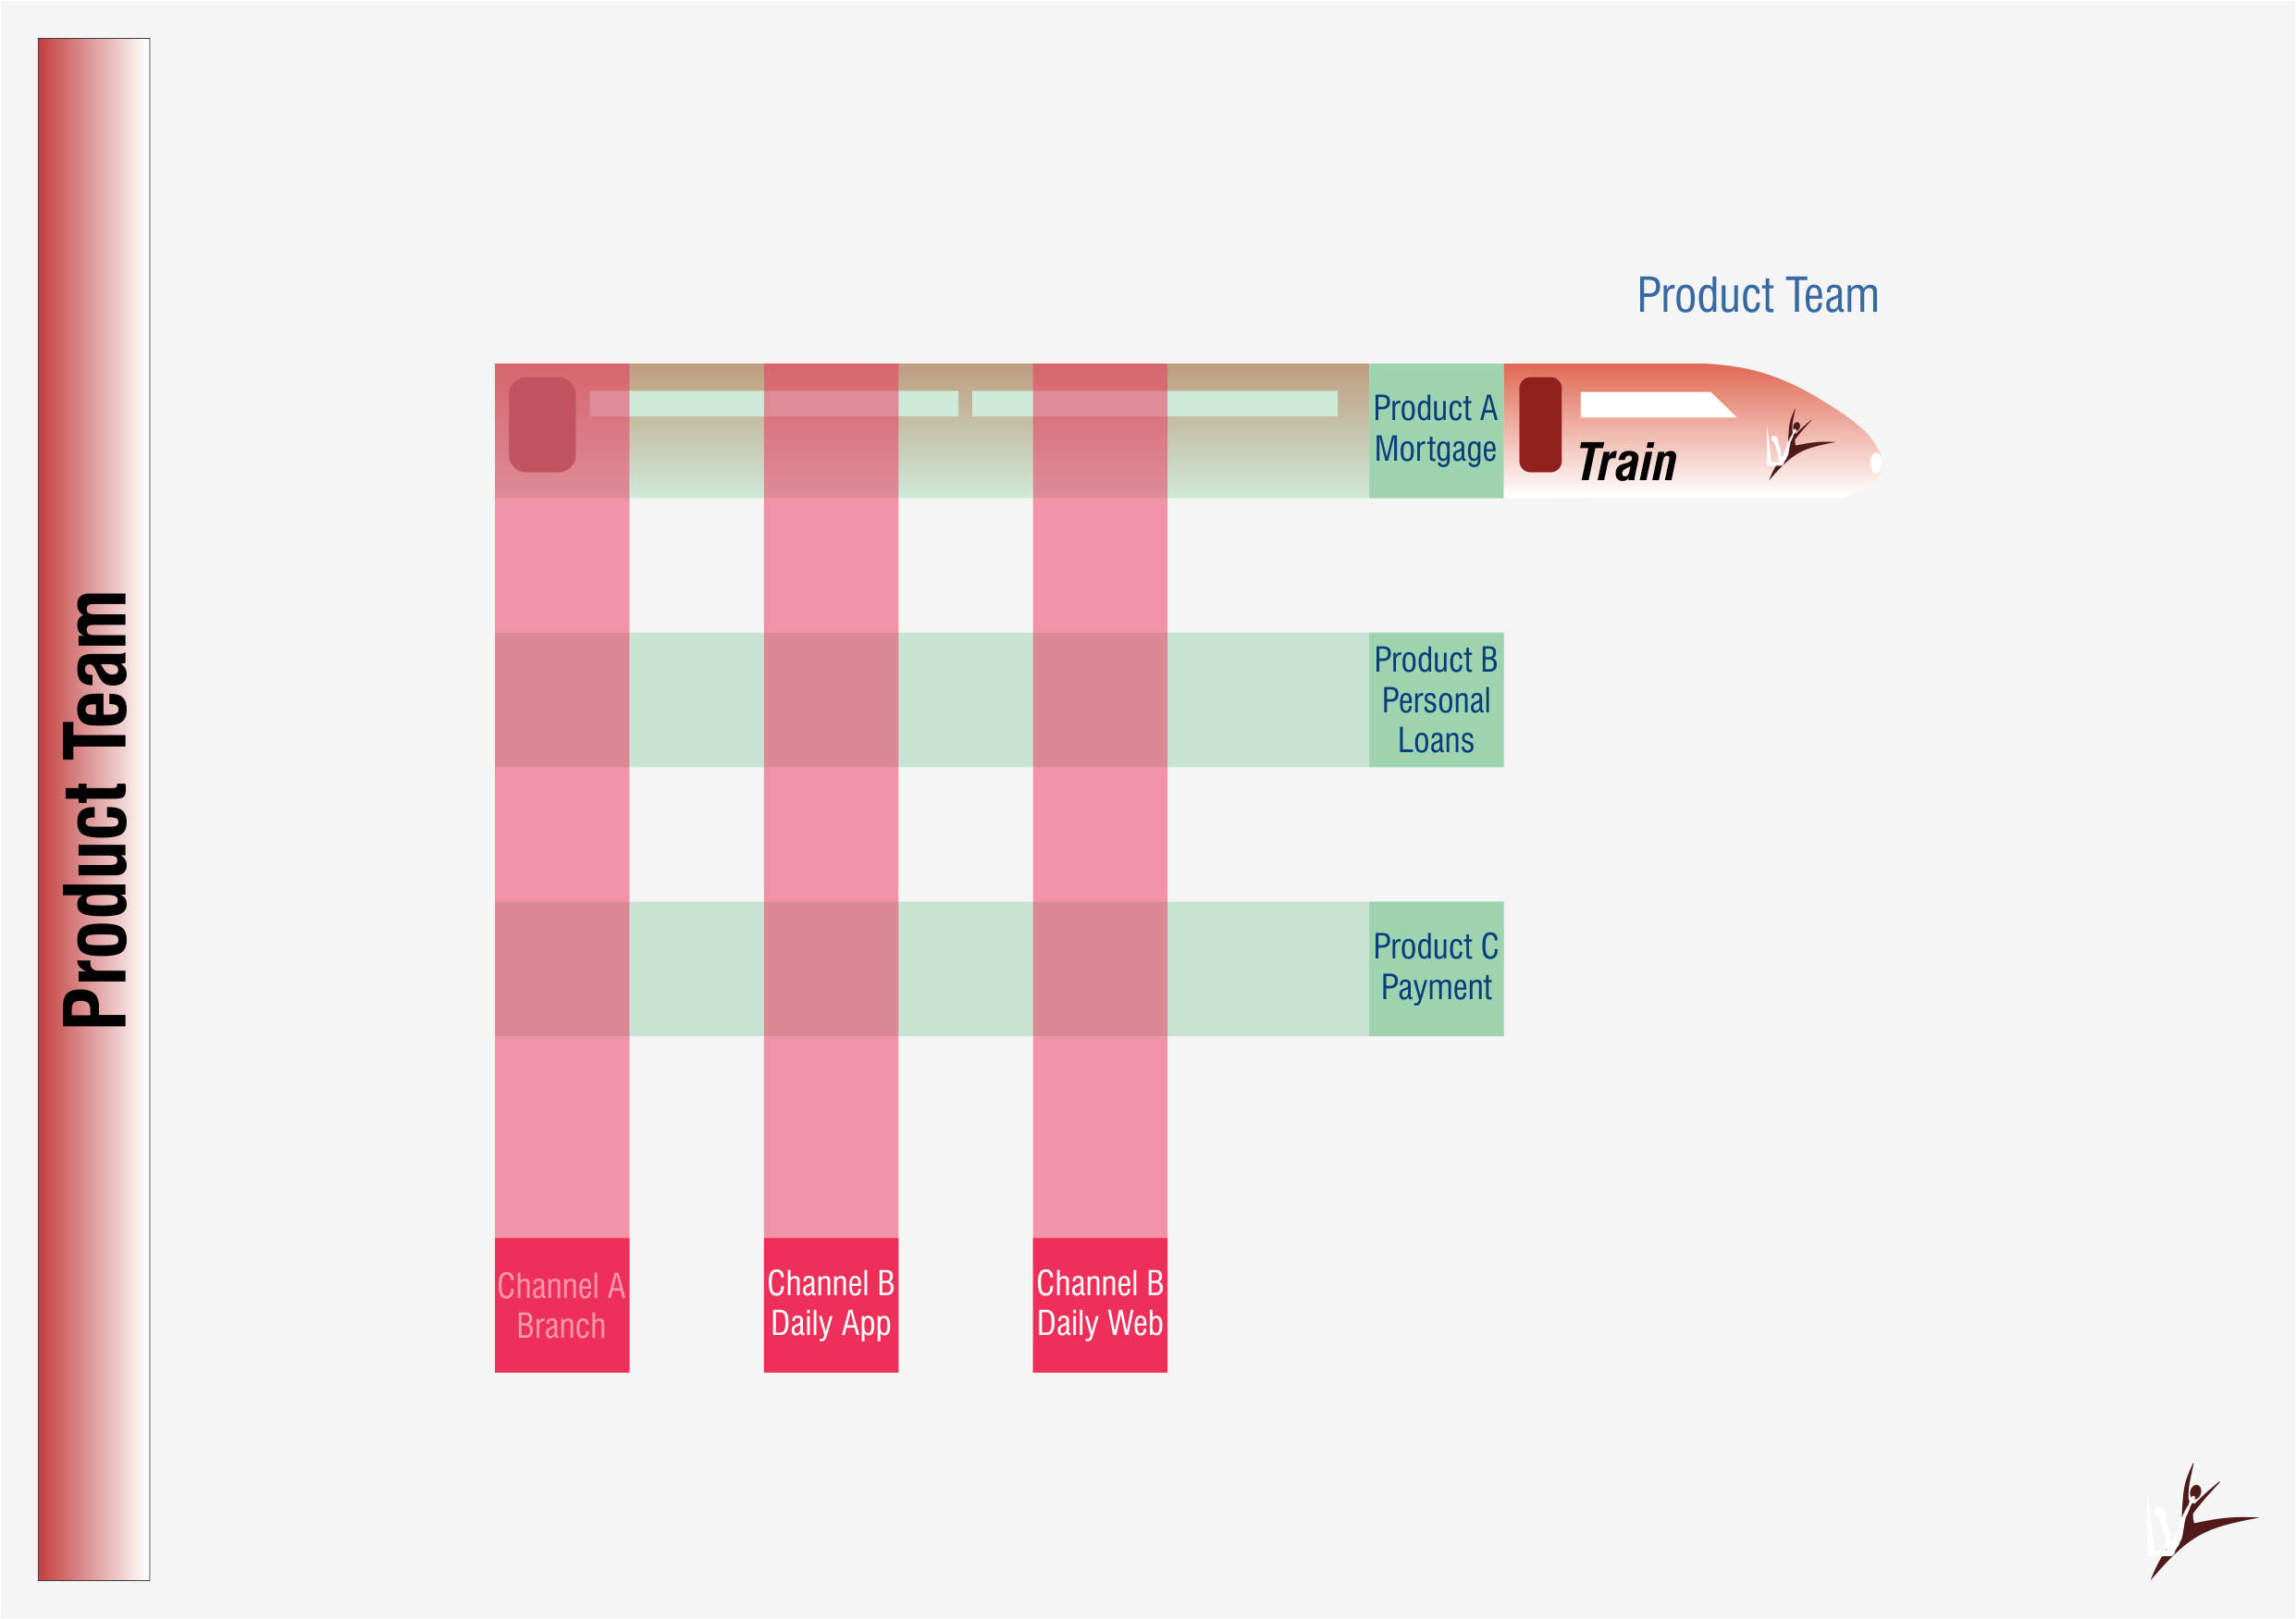 Product Team
Product Team
Product A
Mortgage
Train
Product B
Personal
Loans
Product C
Payment
Channel A
Branch
Channel B
Daily App
Channel B
Daily Web